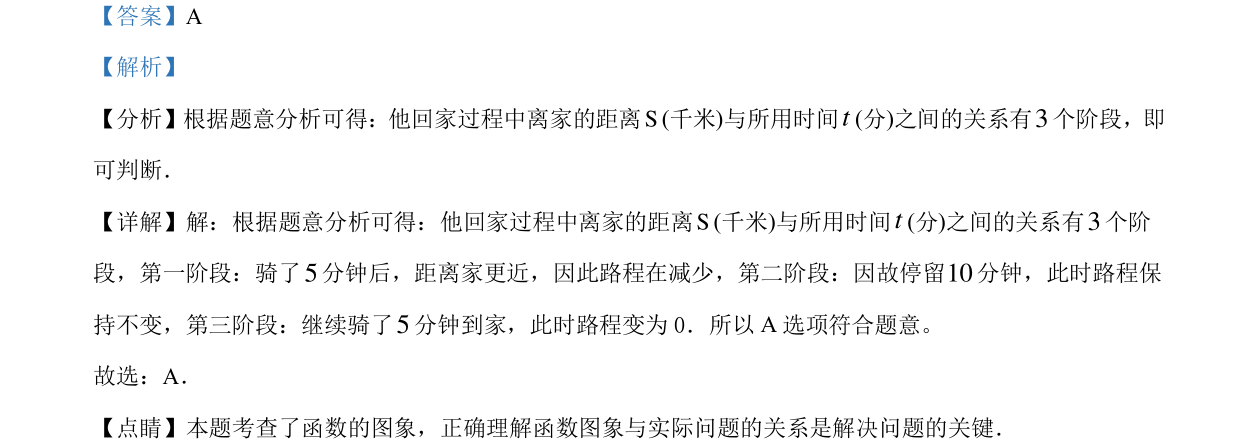 【答案】A
【解析】
【分析】根据题意分析可得：他回家过程中离家的距离S(千米)与所用时间t(分)之间的关系有3个阶段，即
可判断．
【详解】解：根据题意分析可得：他回家过程中离家的距离S(千米)与所用时间t(分)之间的关系有3个阶
段，第一阶段：骑了5分钟后，距离家更近，因此路程在减少，第二阶段：因故停留10分钟，此时路程保
持不变，第三阶段：继续骑了5分钟到家，此时路程变为0．所以A选项符合题意。
故选：A．
【点睛】本题考查了函数的图象，正确理解函数图象与实际问题的关系是解决问题的关键．